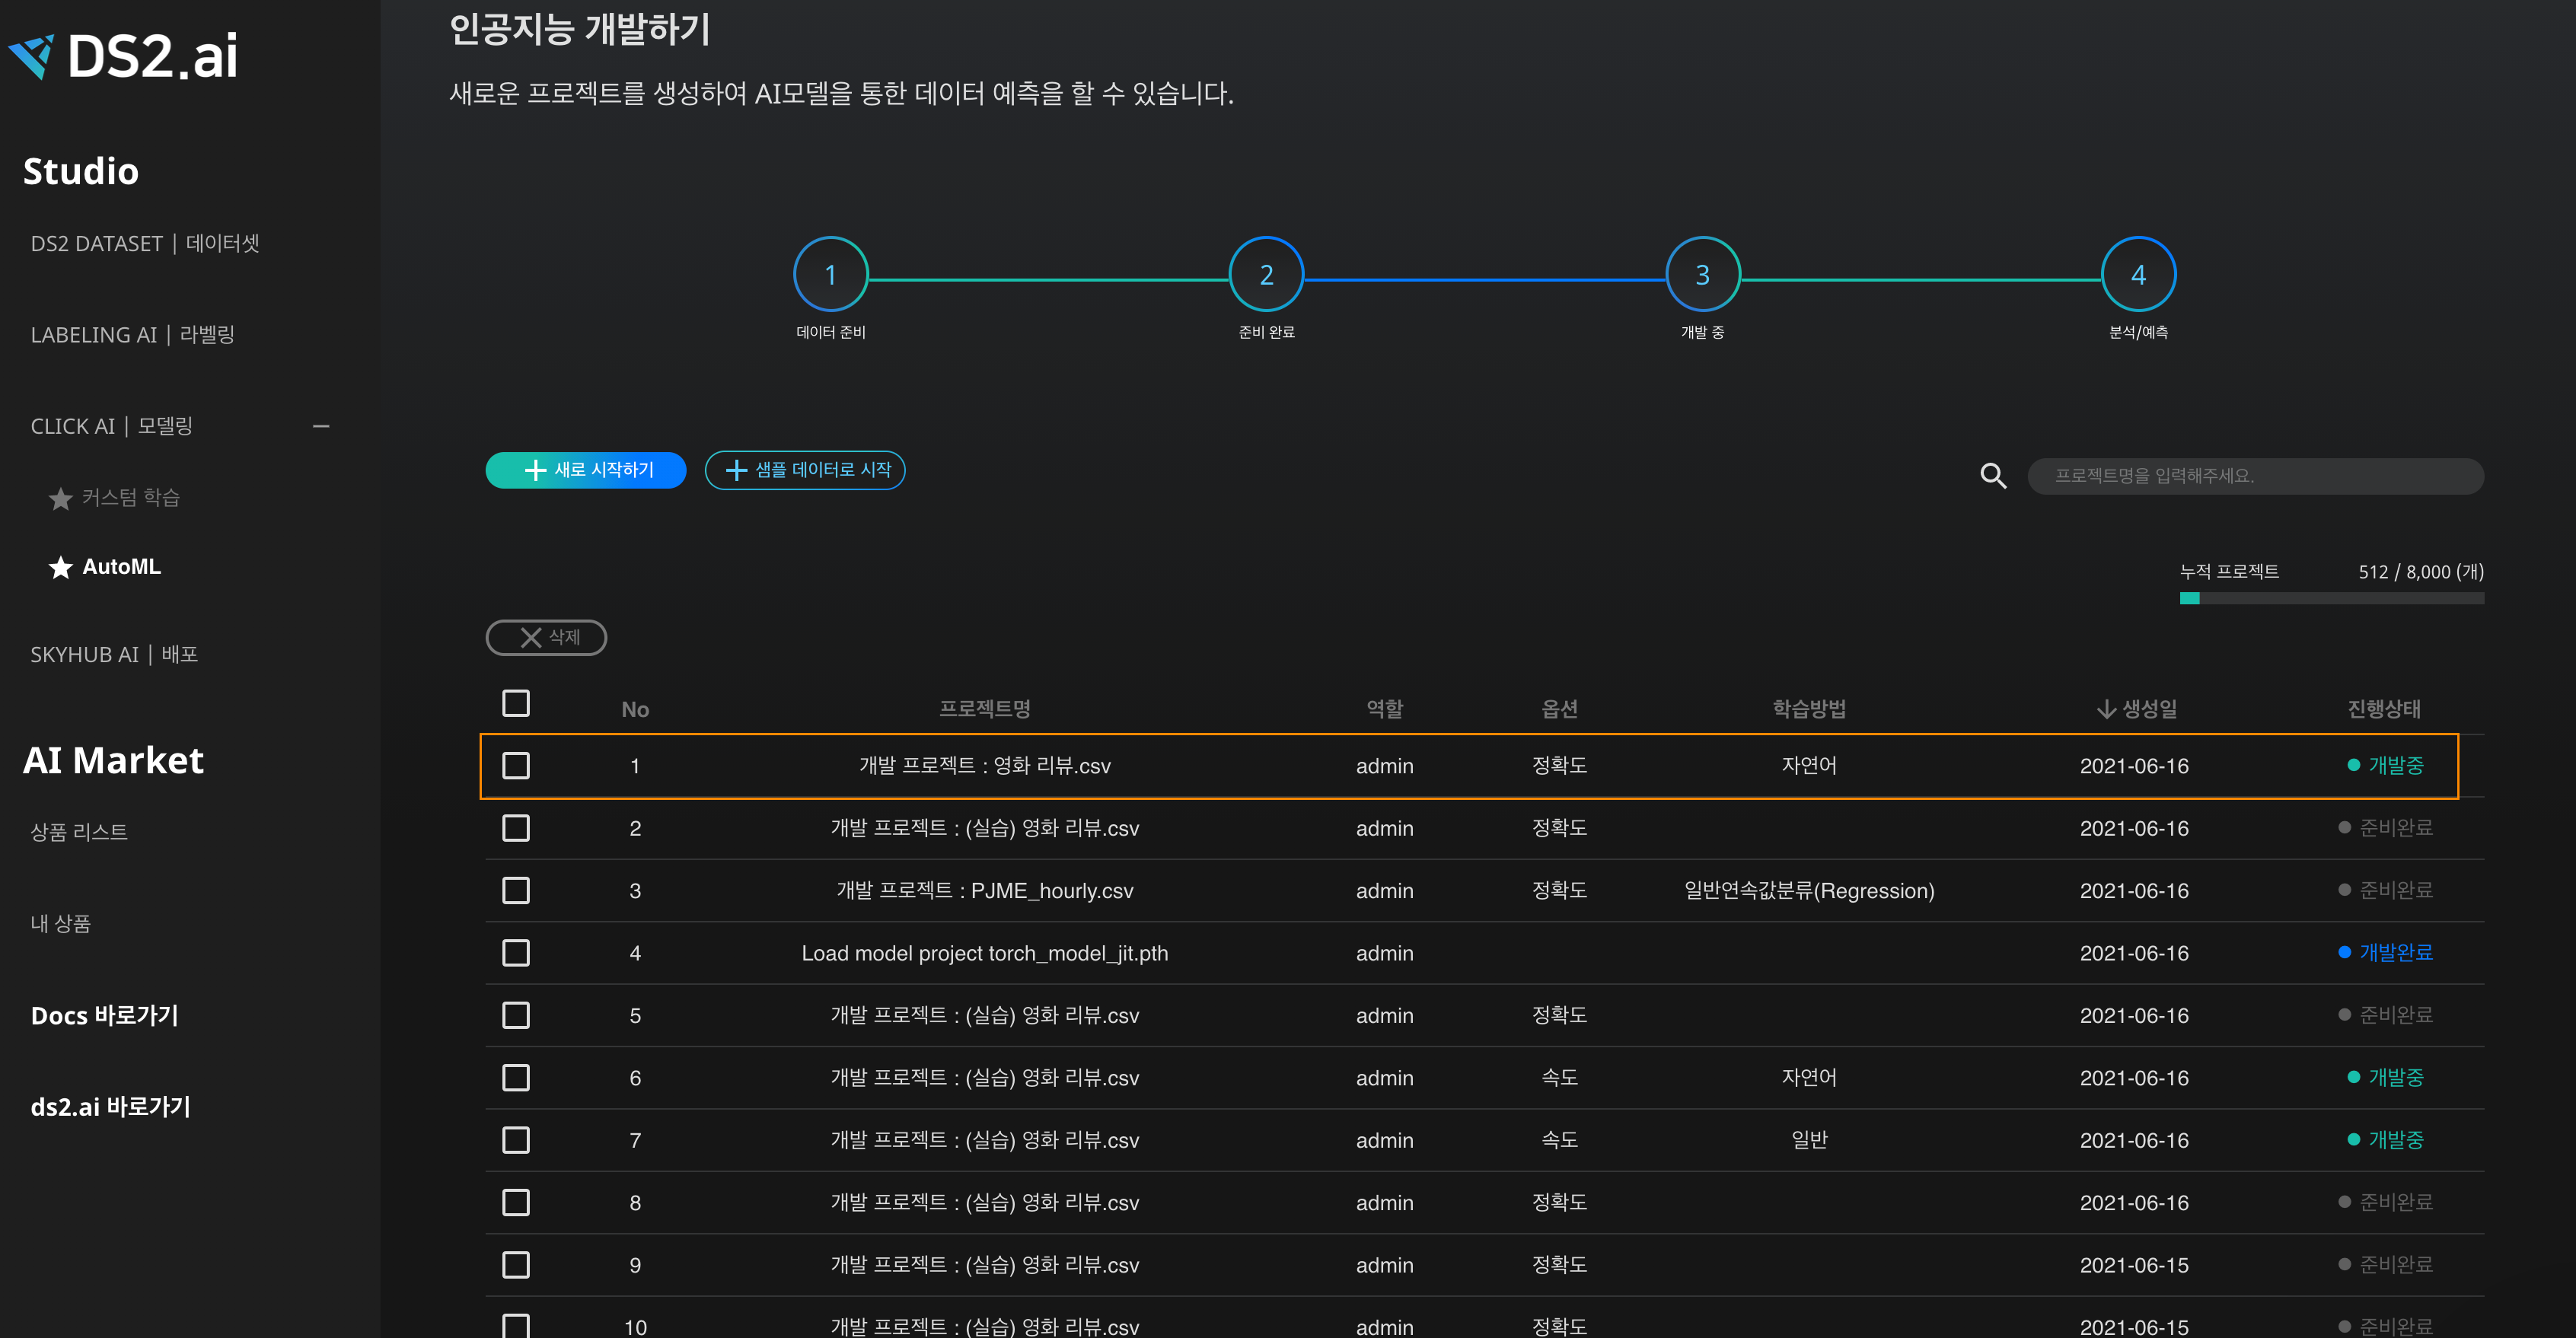 DS2.ai
Studio
DS2 DATASET | 데이터셋
LABELING AI | 라벨링
CLICK AI | 모델링
커스텀 학습
AutoML
SKYHUB AI | 배포
AI Market
상품 리스트
내 상품
Docs 바로가기
ds2.ai 바로가기
인공지능 개발하기
새로운 프로젝트를 생성하여 AI모델을 통한 데이터 예측을 할 수 있습니다.
1 2 3 4
데이터 준비 준비 완료 개발 중 분석/예측
새로 시작하기 샘플 데이터로 시작 프로젝트명을 입력해주세요.
누적 프로젝트 512 / 8,000 (개)
삭제
No 프로젝트명 역할 옵션 학습방법 생성일 진행상태
1 개발 프로젝트 : 영화 리뷰.csv admin 정확도 자연어 2021-06-16 개발중
2 개발 프로젝트 : (실습) 영화 리뷰.csv admin 정확도 2021-06-16 준비완료
3 개발 프로젝트 : PJME_hourly.csv admin 정확도 일반연속값분류(Regression) 2021-06-16 준비완료
4 Load model project torch_model_jit.pth admin 2021-06-16 개발완료
5 개발 프로젝트 : (실습) 영화 리뷰.csv admin 정확도 2021-06-16 준비완료
6 개발 프로젝트 : (실습) 영화 리뷰.csv admin 속도 자연어 2021-06-16 개발중
7 개발 프로젝트 : (실습) 영화 리뷰.csv admin 속도 일반 2021-06-16 개발중
8 개발 프로젝트 : (실습) 영화 리뷰.csv admin 정확도 2021-06-16 준비완료
9 개발 프로젝트 : (실습) 영화 리뷰.csv admin 정확도 2021-06-15 준비완료
10 개발 프로젝트 : (실습) 영화 리뷰.csv admin 정확도 2021-06-15 준비완료